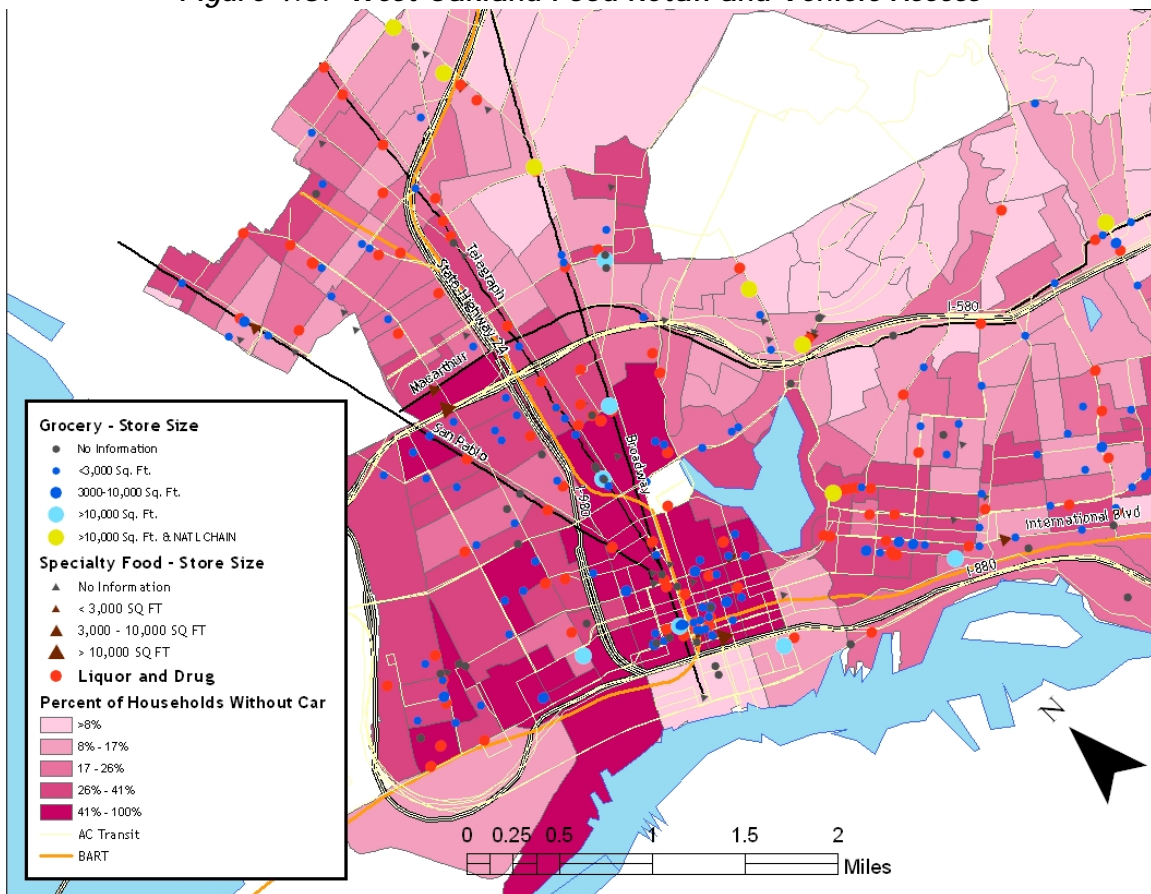 Figure 4.3: West Oakland Food Retail and Vehicle Access
Telegraph
State Highway 24
I-580
Macarthur
San Pablo
Broadway
I-980
International Blvd
I-880
Grocery - Store Size
No Information
<3,000 Sq. Ft.
3000-10,000 Sq. Ft.
>10,000 Sq. Ft.
>10,000 Sq. Ft. & NATL CHAIN
Specialty Food - Store Size
No Information
< 3,000 SQ FT
3,000 - 10,000 SQ FT
> 10,000 SQ FT
Liquor and Drug
Percent of Households Without Car
>8%
8% - 17%
17 - 26%
26% - 41%
41% - 100%
AC Transit
BART
N
0 0.25 0.5 1 1.5 2
Miles